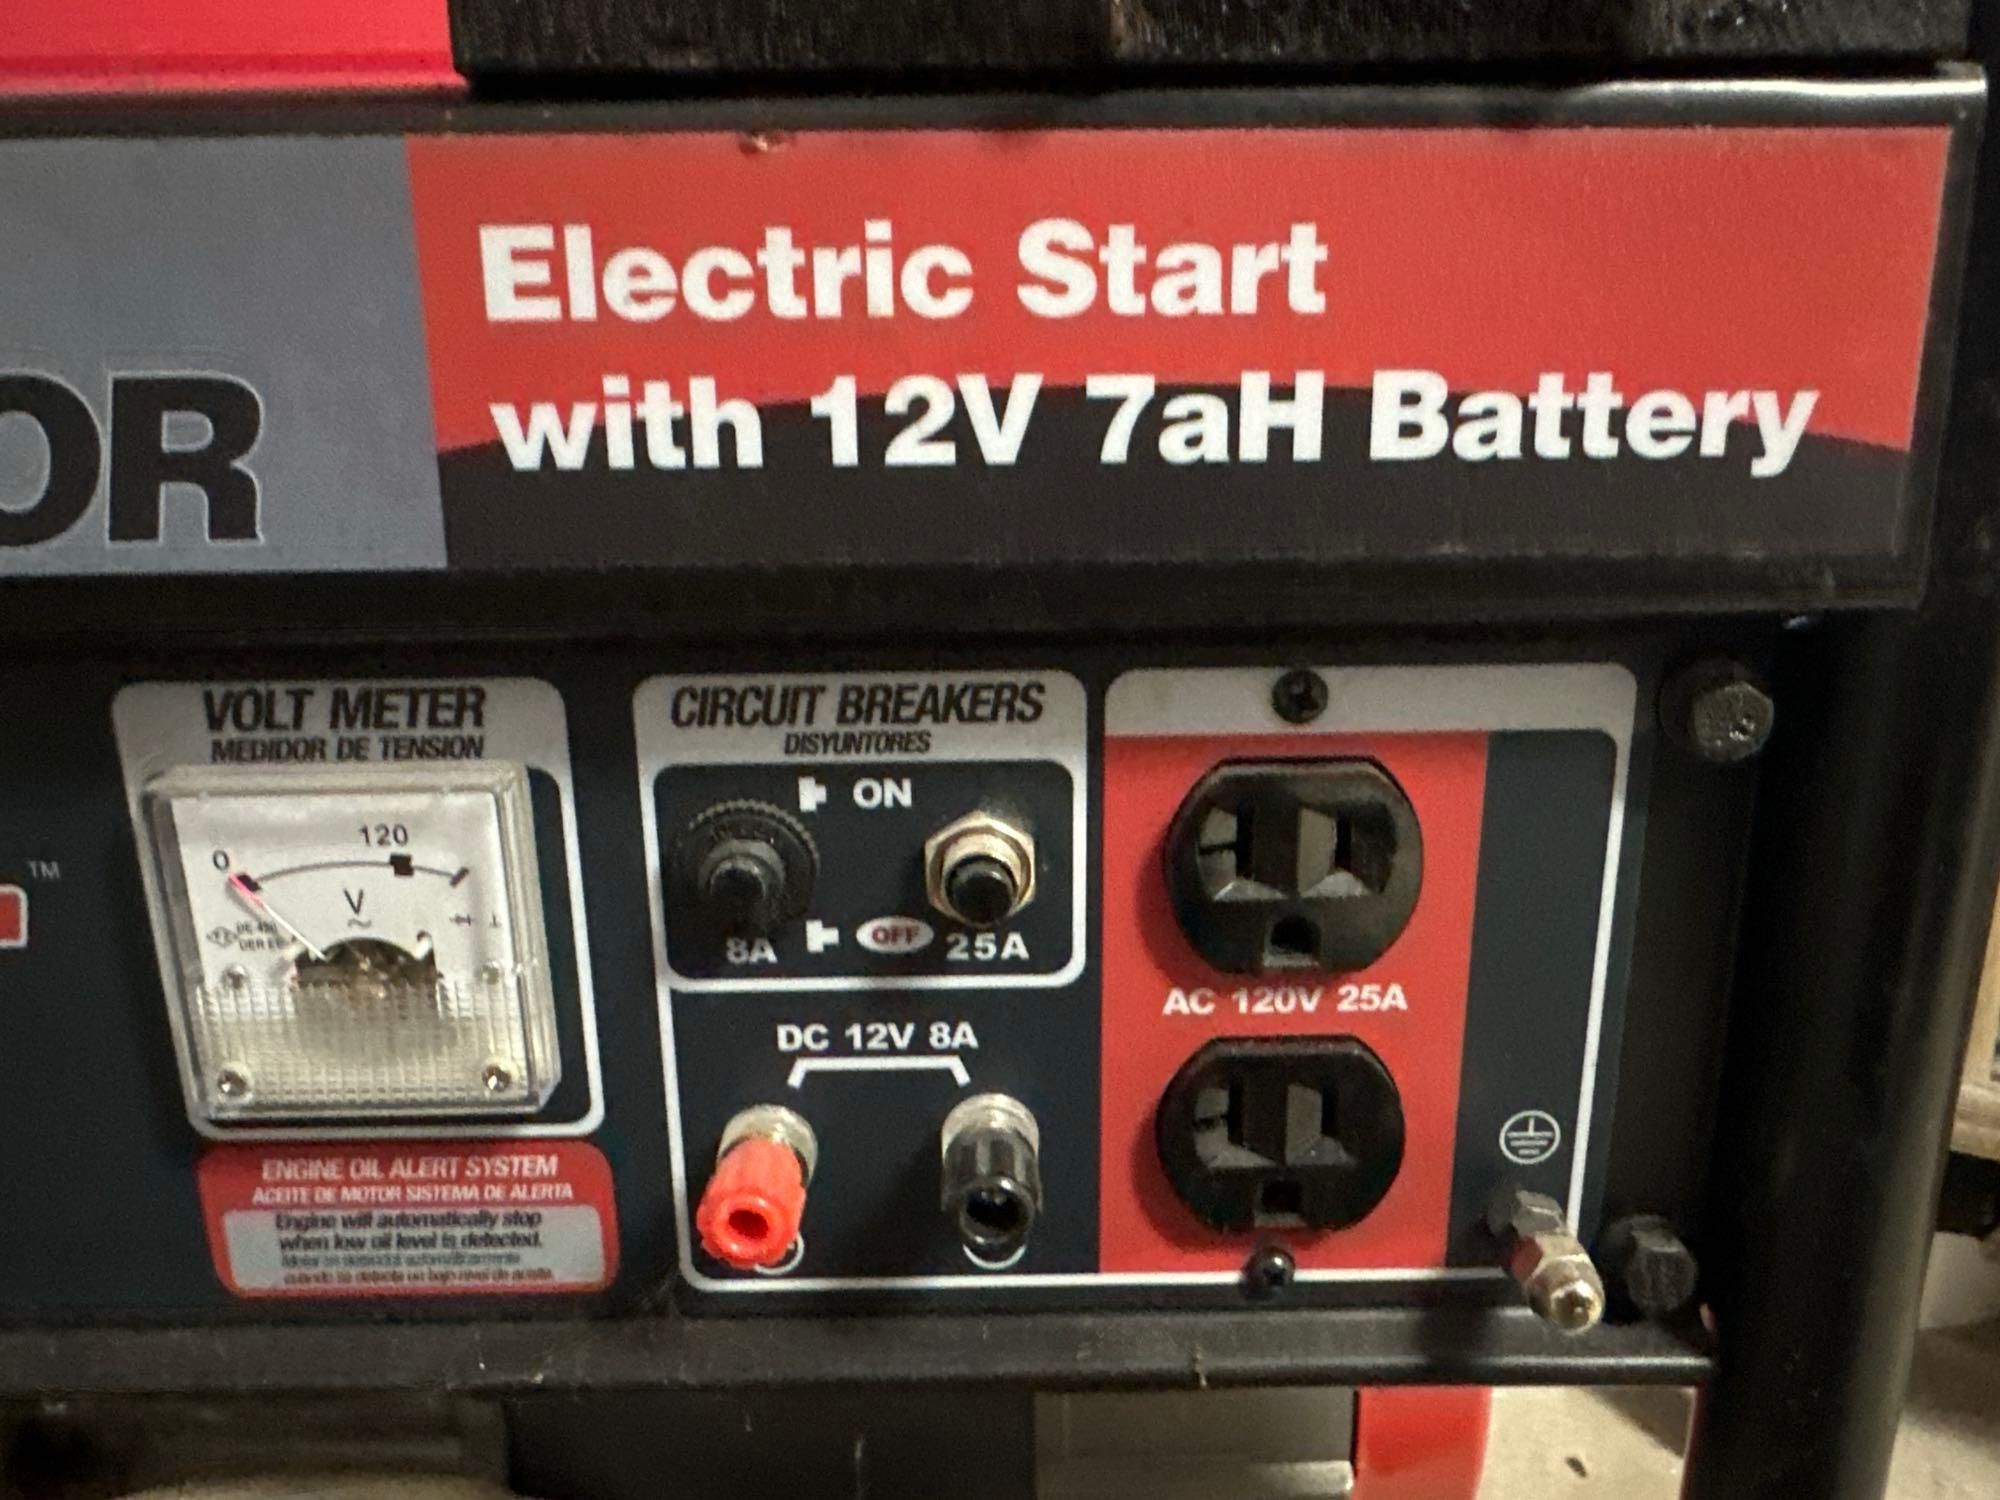 Electric Start
with 12V 7aH Battery
OR
TM
VOLT METER
MEDIDOR DE TENSION
0
120
V
~
CIRCUIT BREAKERS
DISYUNTORES
ON
8A
OFF
25A
DC 12V 8A
AC 120V 25A
ENGINE OIL ALERT SYSTEM
ACEITE DE MOTOR SISTEMA DE ALERTA
Engine will automatically stop
when low oil level is detected.